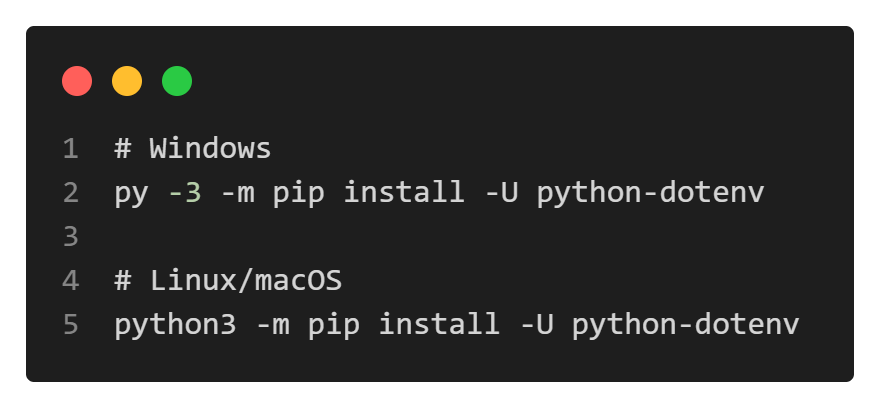 1 # Windows
2 py -3 -m pip install -U python-dotenv
3
4 # Linux/macOS
5 python3 -m pip install -U python-dotenv